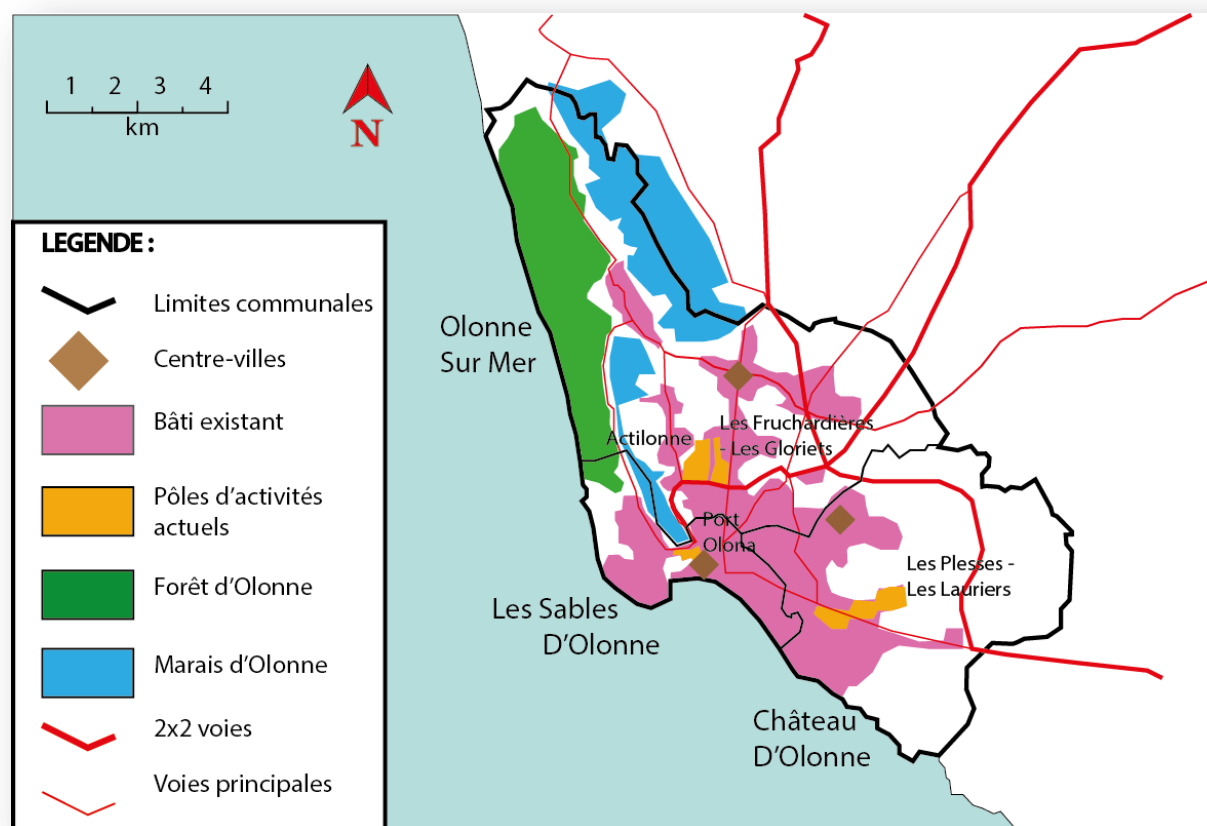 1 2 3 4
km
N
LEGENDE :
Limites communales
Centre-villes
Bâti existant
Pôles d'activités
actuels
Forêt d'Olonne
Marais d'Olonne
2x2 voies
Voies principales
Olonne
Sur Mer
Actilonne
Les Fruchardières
- Les Gloriets
Port
Olona
Les Plesses -
Les Lauriers
Les Sables
D'Olonne
Château
D'Olonne